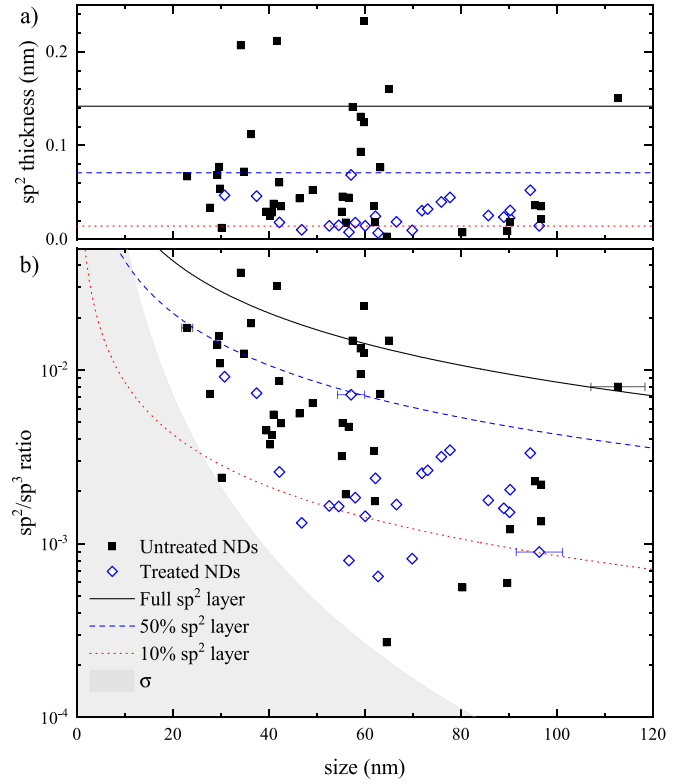 a)
sp² thickness (nm)
0.2
0.1
0.0
b)
sp²/sp³ ratio
10⁻²
10⁻³
10⁻⁴
Untreated NDs
Treated NDs
Full sp² layer
50% sp² layer
10% sp² layer
σ
0 20 40 60 80 100 120
size (nm)